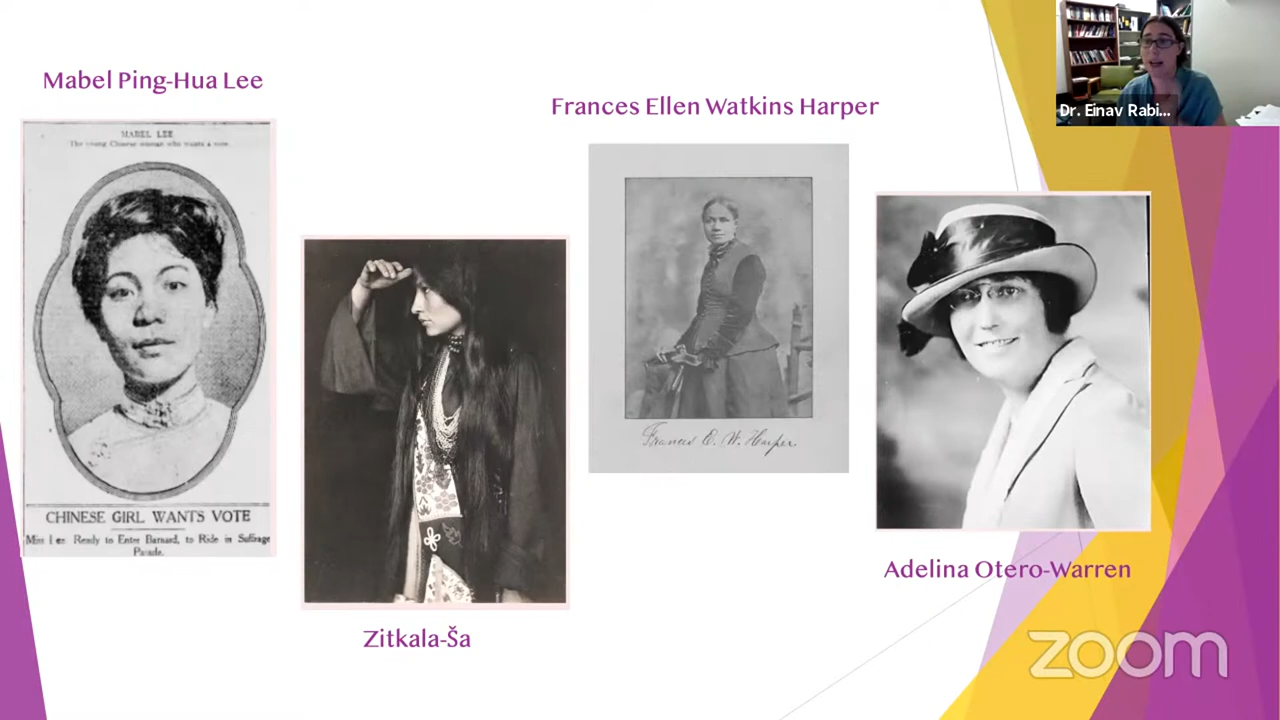 Mabel Ping-Hua Lee
MABEL LEE
The young Chinese woman who wants a vote.
CHINESE GIRL WANTS VOTE
Miss Lee Ready to Enter Barnard, to Ride in Suffrage
Parade.
Zitkala-Ša
Frances Ellen Watkins Harper
Frances E. W. Harper
Adelina Otero-Warren
Dr. Einav Rabi...
zoom